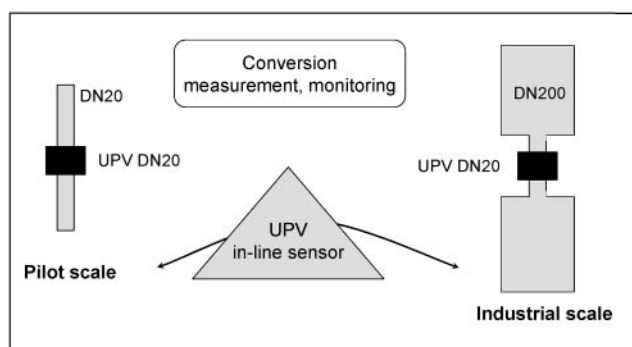 Conversion
measurement, monitoring
DN20
DN200
UPV DN20
UPV DN20
UPV
in-line sensor
Pilot scale
Industrial scale